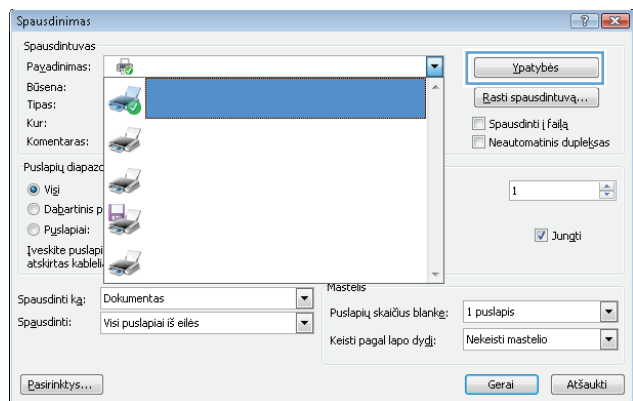 Spausdinimas
Spausdintuvas
Pavadinimas:
Ypatybės
Būsena:
Rasti spausdintuvą...
Tipas:
Kur:
Spausdinti į failą
Komentaras:
Neautomatinis dupleksas
Puslapių diapazo
Visi
1
Dabartinis p
Puslapiai:
Jungti
Įveskite puslapi
atskirtas kableli
Mastelis
Spausdinti ką: Dokumentas
Puslapių skaičius blanke: 1 puslapis
Spausdinti: Visi puslapiai iš eilės
Keisti pagal lapo dydį: Nekeisti mastelio
Pasirinktys...
Gerai
Atšaukti